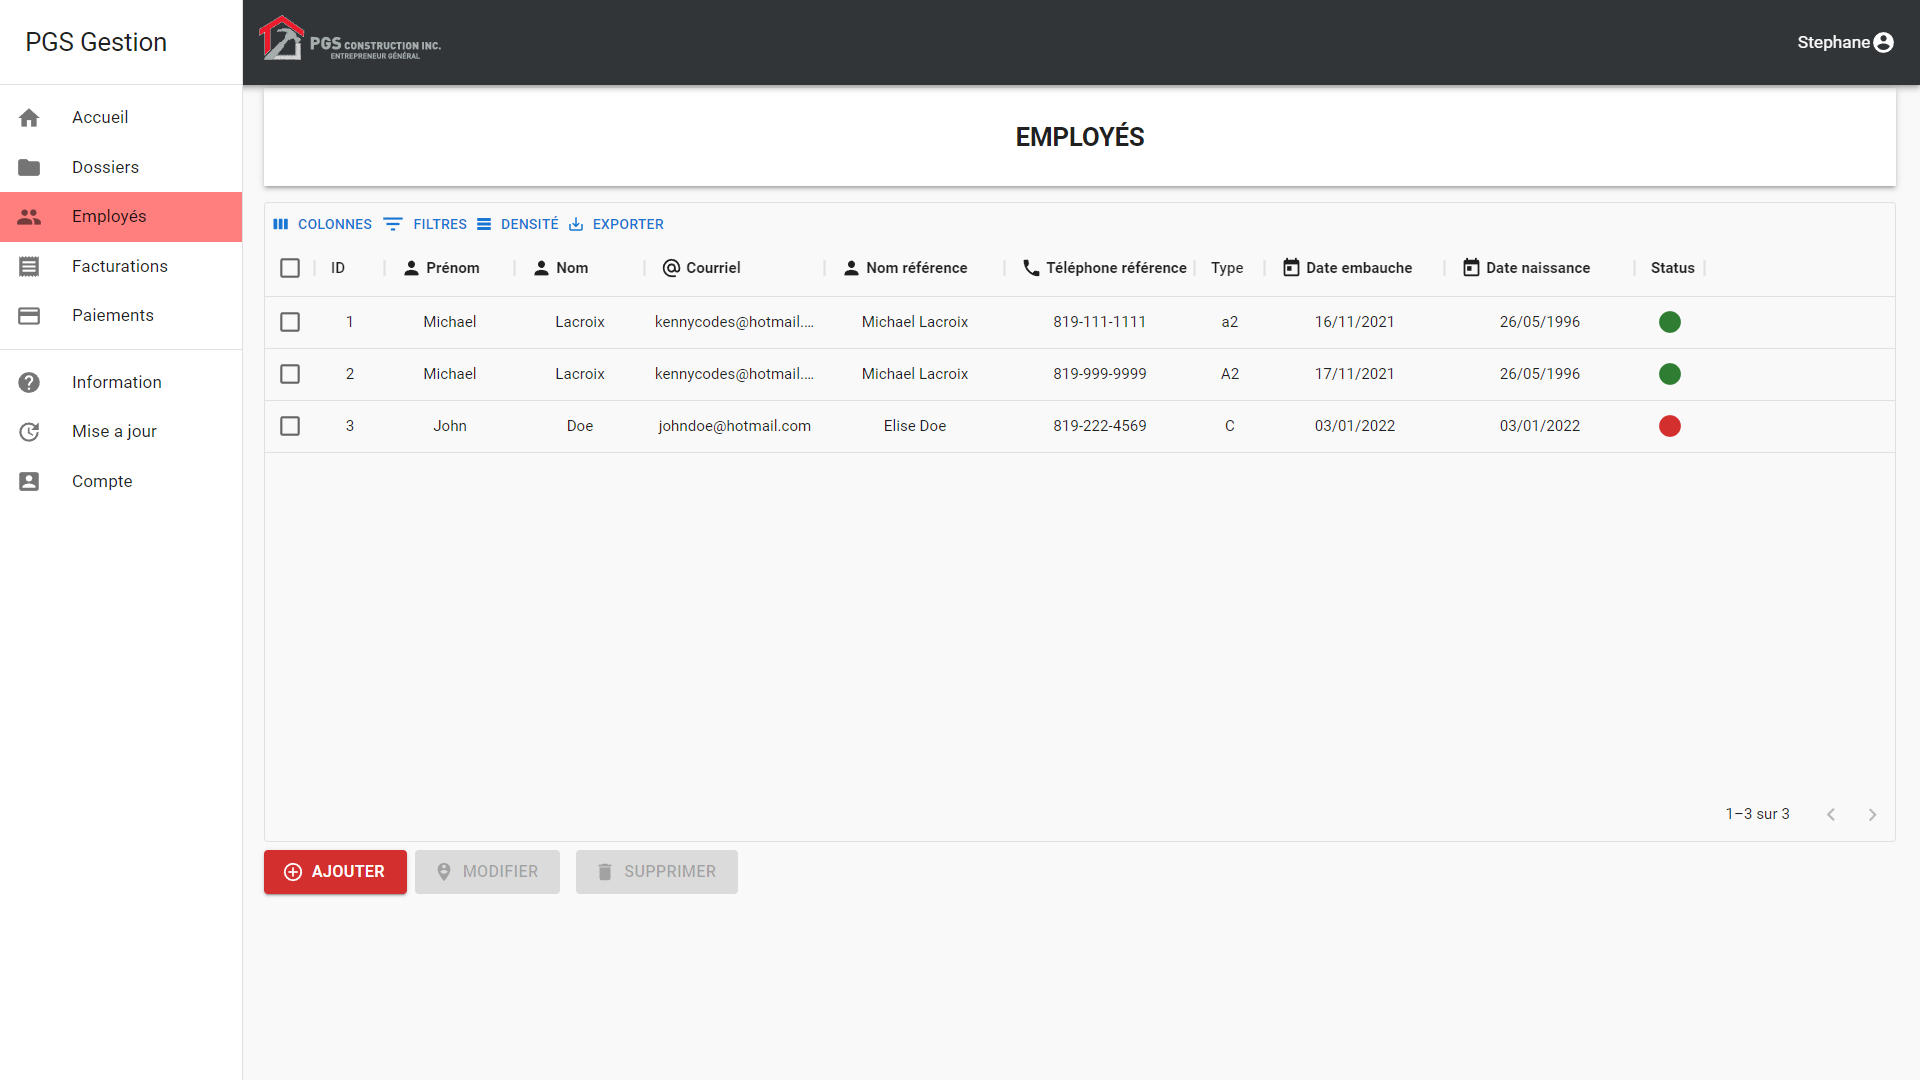 PGS Gestion
PGS CONSTRUCTION INC.
ENTREPRENEUR GÉNÉRAL
Stephane
Accueil
Dossiers
Employés
Facturations
Paiements
Information
Mise a jour
Compte
EMPLOYÉS
COLONNES FILTRES DENSITÉ EXPORTER
ID Prénom Nom Courriel Nom référence Téléphone référence Type Date embauche Date naissance Status
1 Michael Lacroix kennycodes@hotmail.... Michael Lacroix 819-111-1111 a2 16/11/2021 26/05/1996
2 Michael Lacroix kennycodes@hotmail.... Michael Lacroix 819-999-9999 A2 17/11/2021 26/05/1996
3 John Doe johndoe@hotmail.com Elise Doe 819-222-4569 C 03/01/2022 03/01/2022
1–3 sur 3
AJOUTER MODIFIER SUPPRIMER